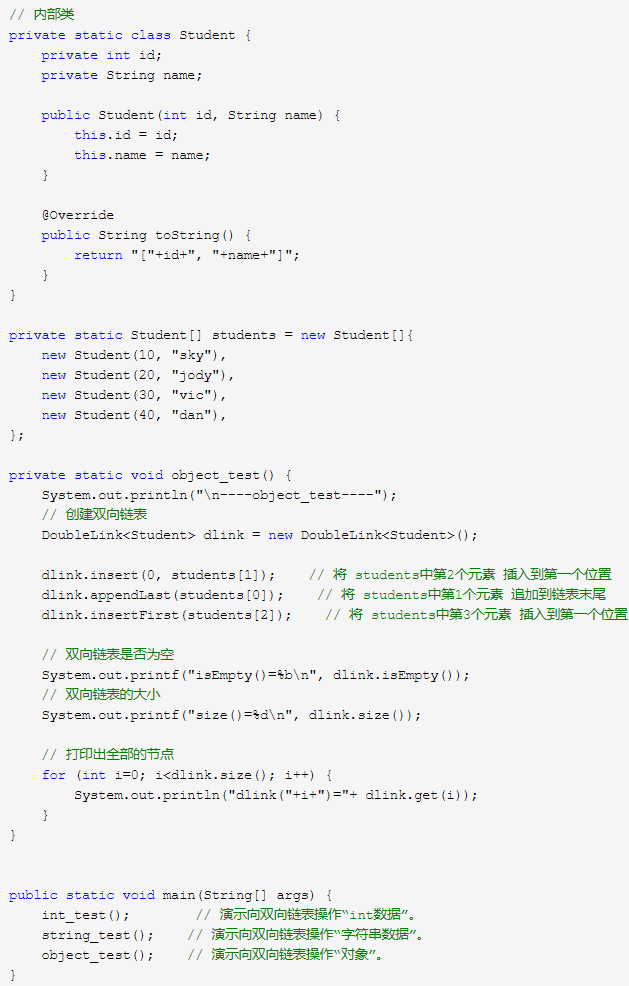 // 内部类
private static class Student {
    private int id;
    private String name;

    public Student(int id, String name) {
        this.id = id;
        this.name = name;
    }

    @Override
    public String toString() {
        return "["+id+", "+name+"]";
    }
}

private static Student[] students = new Student[]{
    new Student(10, "sky"),
    new Student(20, "jody"),
    new Student(30, "vic"),
    new Student(40, "dan"),
};

private static void object_test() {
    System.out.println("\n----object_test----");
    // 创建双向链表
    DoubleLink<Student> dlink = new DoubleLink<Student>();

    dlink.insert(0, students[1]);    // 将 students中第2个元素 插入到第一个位置
    dlink.appendLast(students[0]);    // 将 students中第1个元素 追加到链表末尾
    dlink.insertFirst(students[2]);    // 将 students中第3个元素 插入到第一个位置

    // 双向链表是否为空
    System.out.printf("isEmpty()=%b\n", dlink.isEmpty());
    // 双向链表的大小
    System.out.printf("size()=%d\n", dlink.size());

    // 打印出全部的节点
    for (int i=0; i<dlink.size(); i++) {
        System.out.println("dlink("+i+")="+ dlink.get(i));
    }
}


public static void main(String[] args) {
    int_test();        // 演示向双向链表操作“int数据”。
    string_test();    // 演示向双向链表操作“字符串数据”。
    object_test();    // 演示向双向链表操作“对象”。
}